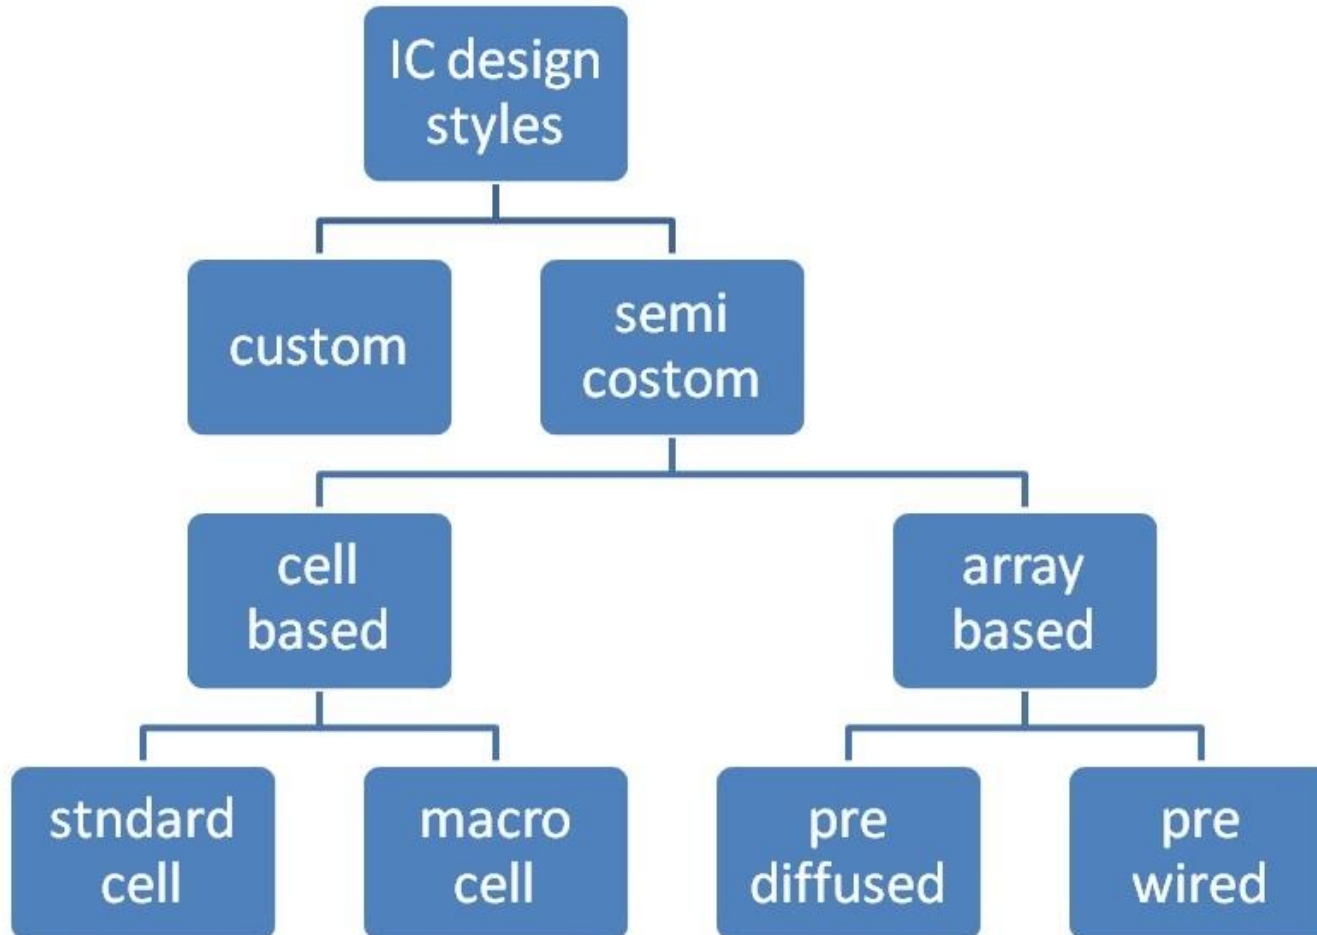 IC design
styles
custom
semi
costom
cell
based
array
based
stndard
cell
macro
cell
pre
diffused
pre
wired